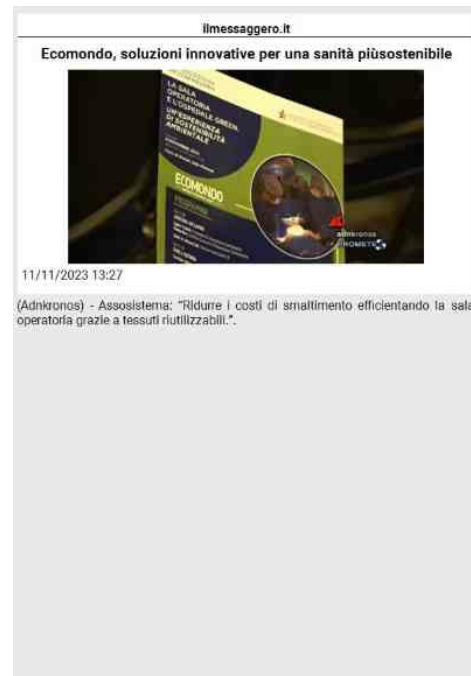 ilmessaggero.it
Ecomondo, soluzioni innovative per una sanità piùsostenibile
LA SALA
OPERATORIA
E L'OSPEDALE GREEN.
UN'ESPERIENZA
DI SOSTENIBILITÀ
AMBIENTALE
ECOMONDO
adnkronos
PROMETEO
11/11/2023 13:27
(Adnkronos) - Assosistema: "Ridurre i costi di smaltimento efficientando la sala
operatoria grazie a tessuti riutilizzabili.".